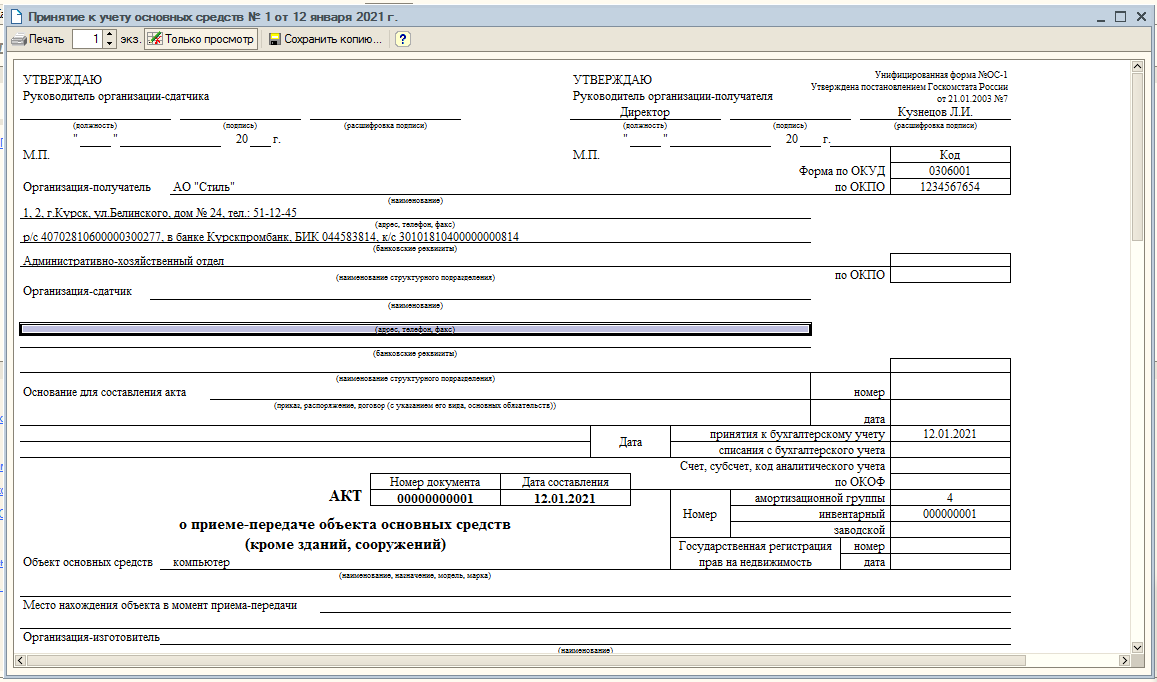 Принятие к учету основных средств № 1 от 12 января 2021 г.
Печать 1 экз. Только просмотр Сохранить копию... ?
Унифицированная форма №ОС-1
Утверждена постановлением Госкомстата России
от 21.01.2003 №7
УТВЕРЖДАЮ УТВЕРЖДАЮ
Руководитель организации-сдатчика Руководитель организации-получателя
Директор Кузнецов Л.И.
(должность) (подпись) (расшифровка подписи) (должность) (подпись) (расшифровка подписи)
" ____ " ________ 20 ___ г. " ____ " ________ 20 ___ г.
М.П. М.П. Код
Форма по ОКУД 0306001
Организация-получатель АО "Стиль" по ОКПО 1234567654
(наименование)
1, 2, г.Курск, ул.Белинского, дом № 24, тел.: 51-12-45
(адрес, телефон, факс)
р/с 40702810600000300277, в банке Курскпромбанк, БИК 044583814, к/с 30101810400000000814
(банковские реквизиты)
Административно-хозяйственный отдел
(наименование структурного подразделения) по ОКПО
Организация-сдатчик
(наименование)
(адрес, телефон, факс)
(банковские реквизиты)
(наименование структурного подразделения)
Основание для составления акта номер
(приказ, распоряжение, договор (с указанием его вида, основных обязательств))
дата
Дата принятия к бухгалтерскому учету 12.01.2021
списания с бухгалтерского учета
Счет, субсчет, код аналитического учета
по ОКОФ
Номер документа Дата составления
АКТ 00000000001 12.01.2021
Номер амортизационной группы 4
инвентарный 000000001
заводской
о приеме-передаче объекта основных средств
(кроме зданий, сооружений)
Государственная регистрация номер
прав на недвижимость дата
Объект основных средств компьютер
(наименование, назначение, модель, марка)
Место нахождения объекта в момент приема-передачи
Организация-изготовитель
(наименование)